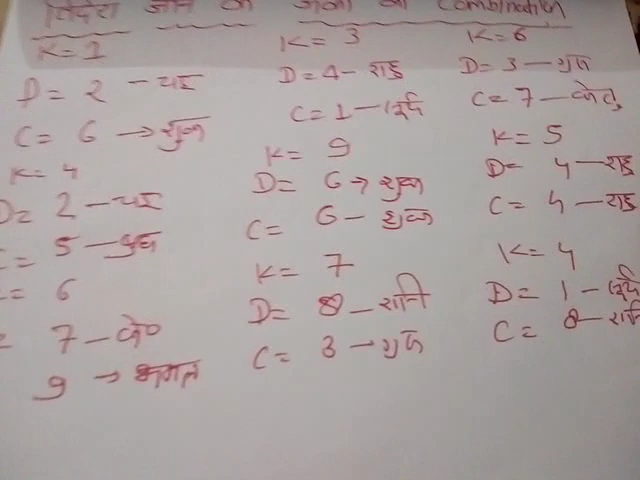 विदेश जाने के अंको का Combination
K = 1
D = 2 - चंद्र
C = 6 → शुक्र
K = 4
D = 2 - चंद्र
C = 5 - बुध
= 6
= 7 - केतु
9 → मंगल
K = 3
D = 4 - राहु
C = 1 - सूर्य
K = 9
D = 6 → शुक्र
C = 6 - शुक्र
K = 7
D = 8 - शनि
C = 3 - गुरु
K = 6
D = 3 - गुरु
C = 7 - केतु
K = 5
D = 4 - राहु
C = 4 - राहु
K = 4
D = 1 - सूर्य
C = 8 - शनि